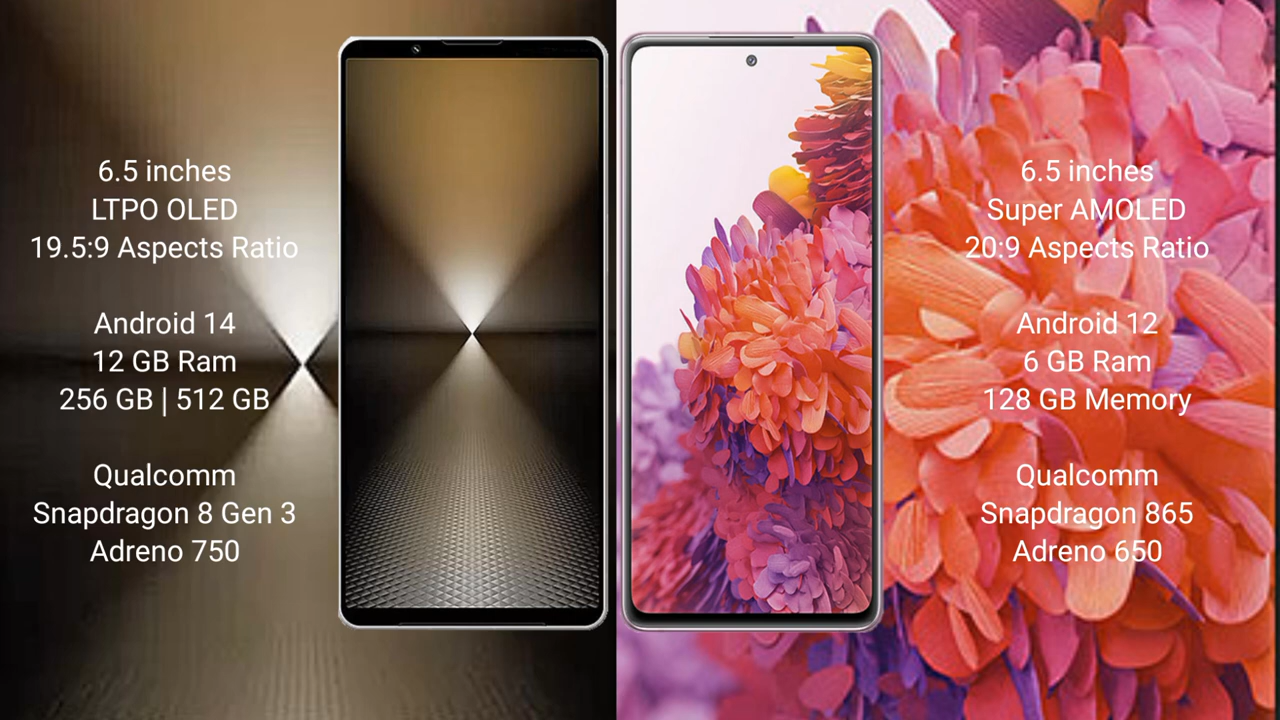 6.5 inches
LTPO OLED
19.5:9 Aspects Ratio
Android 14
12 GB Ram
256 GB | 512 GB
Qualcomm
Snapdragon 8 Gen 3
Adreno 750
6.5 inches
Super AMOLED
20:9 Aspects Ratio
Android 12
6 GB Ram
128 GB Memory
Qualcomm
Snapdragon 865
Adreno 650